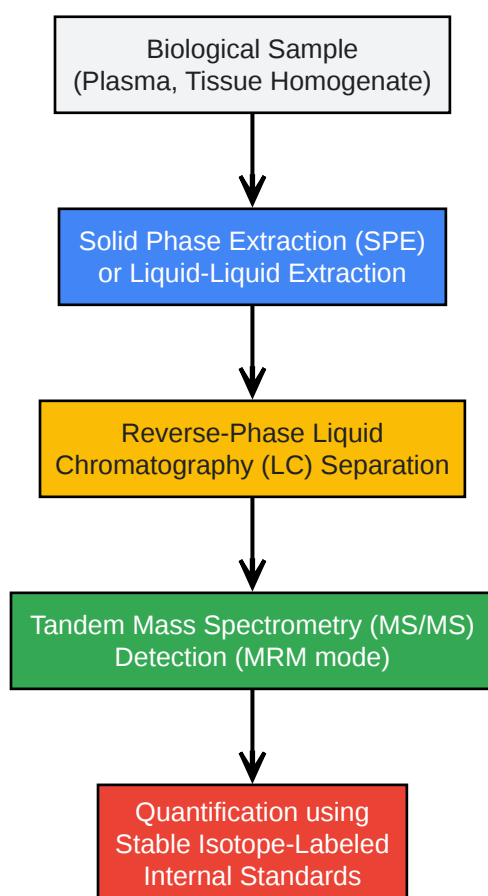 Biological Sample
(Plasma, Tissue Homogenate)
Solid Phase Extraction (SPE)
or Liquid-Liquid Extraction
Reverse-Phase Liquid
Chromatography (LC) Separation
Tandem Mass Spectrometry (MS/MS)
Detection (MRM mode)
Quantification using
Stable Isotope-Labeled
Internal Standards